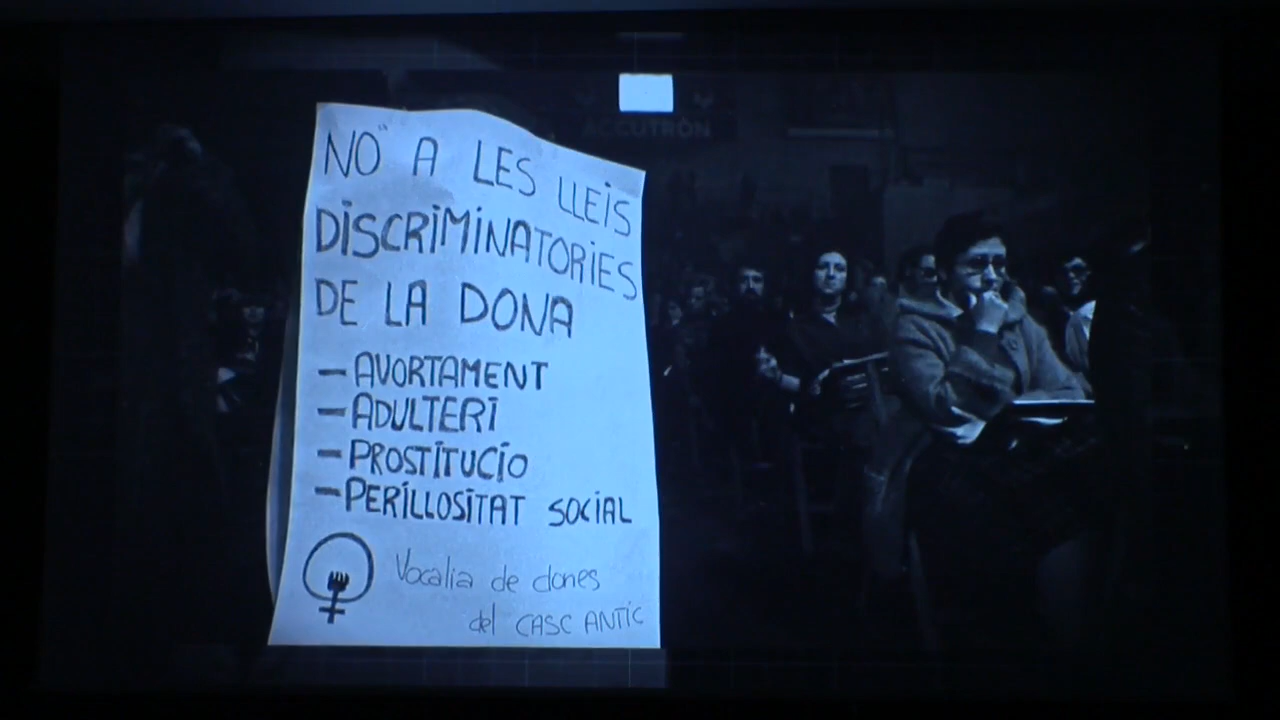 ACCUTRON
NO A LES LLEIS
DISCRIMINATORIES
DE LA DONA
- AVORTAMENT
- ADULTERI
- PROSTITUCIO
- PERILLOSITAT SOCIAL
Vocalia de dones
del CASC ANTIC